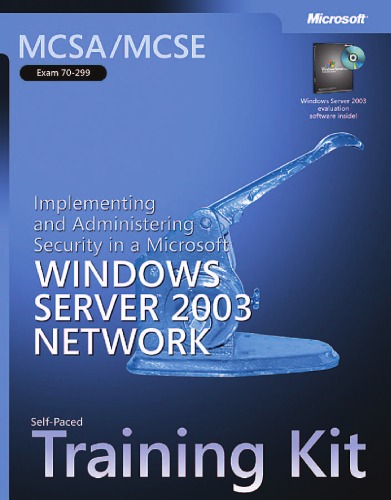 Microsoft®
MCSA/MCSE
Exam 70-299
Windows Server 2003
evaluation
software inside!
Implementing
and Administering
Security in a Microsoft
WINDOWS
SERVER 2003
NETWORK
Self-Paced
Training Kit